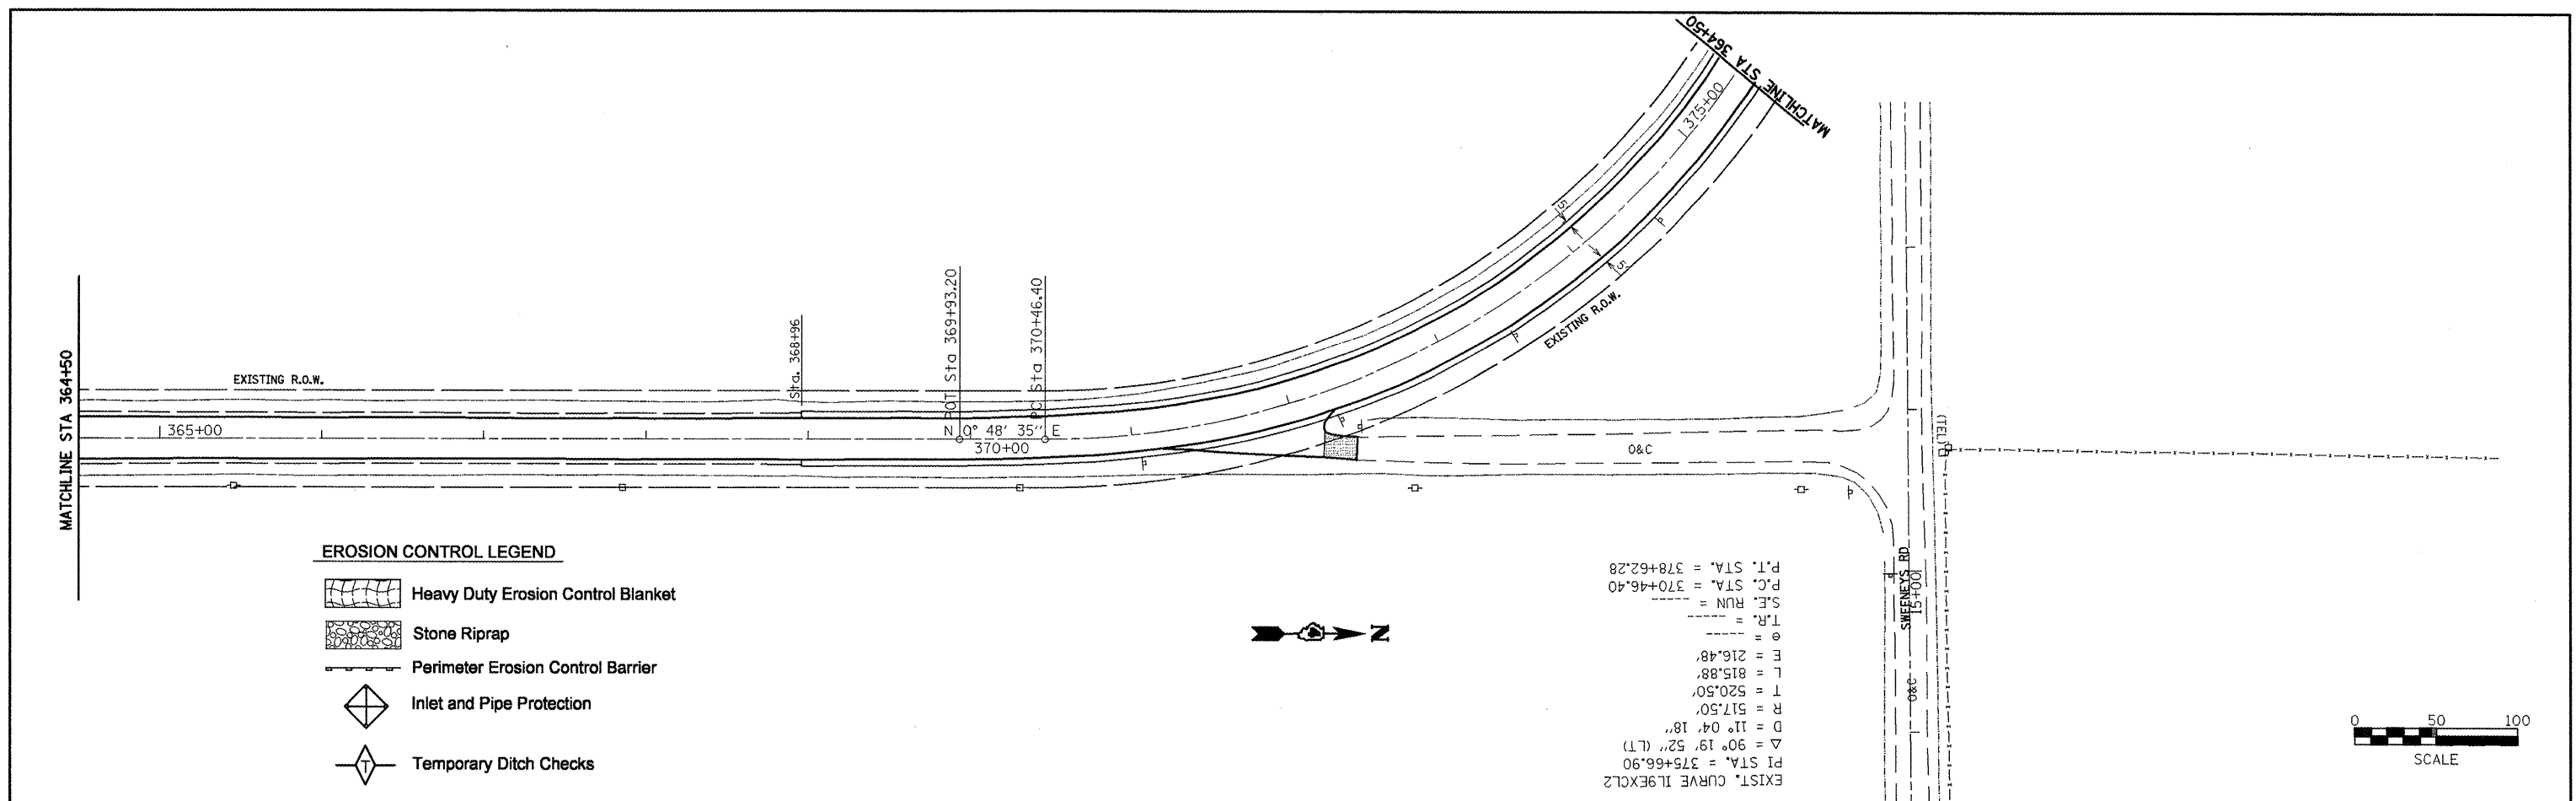 MATCHLINE STA 364+50
375+00
5'
5'
EXISTING R.O.W.
POT Sta 369+93.20
PC Sta 370+46.40
Sta. 368+96
EXISTING R.O.W.
MATCHLINE STA 364+50
365+00
N 0° 48' 35" E
370+00
O&C
(TEL)
SWEENEYS RD
15+00
O&C
EROSION CONTROL LEGEND
Heavy Duty Erosion Control Blanket
Stone Riprap
Perimeter Erosion Control Barrier
Inlet and Pipe Protection
T
Temporary Ditch Checks
N
EXIST. CURVE IL9EXCL2
PI STA. = 375+66.90
△ = 90° 19' 52" (LT)
D = 11° 04' 18"
R = 517.50'
T = 520.50'
L = 815.88'
E = 216.48'
e = -----
T.R. = -----
S.E. RUN = -----
P.C. STA. = 370+46.40
P.T. STA. = 378+62.28
0 50 100
SCALE